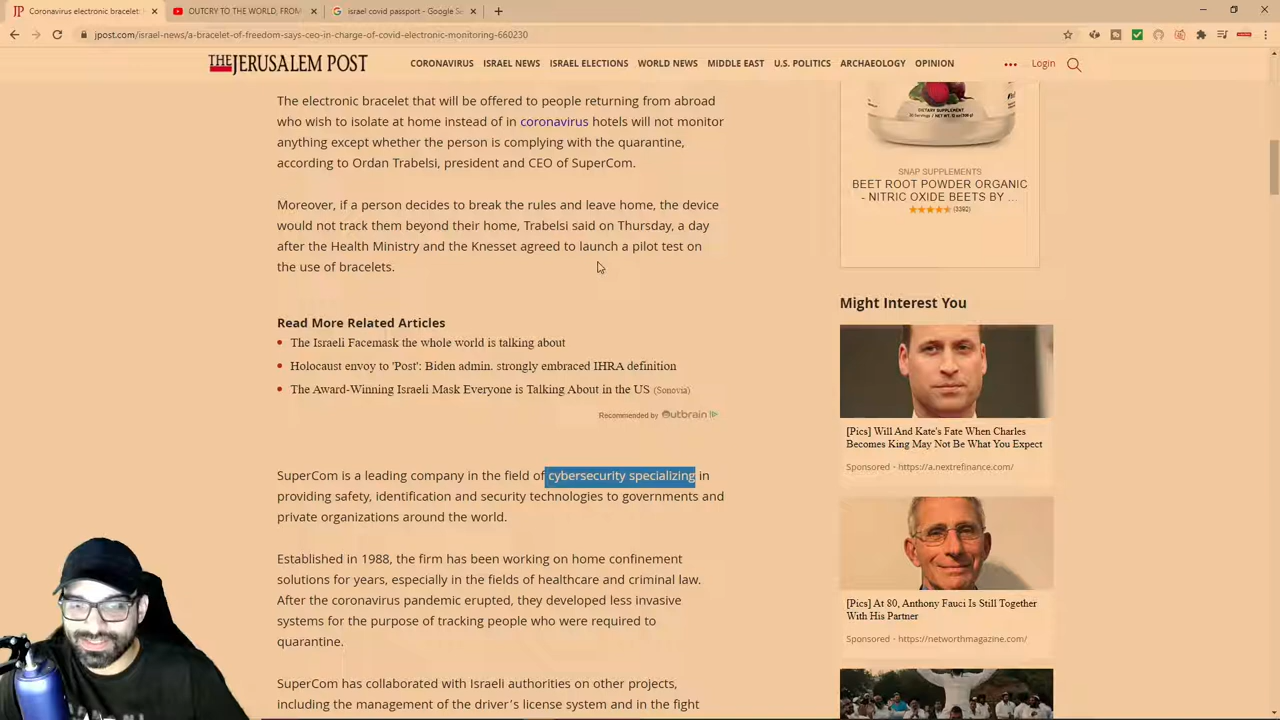 Coronavirus electronic bracelet:
OUTCRY TO THE WORLD, FROM
israel covid passport - Google Se
jpost.com/israel-news/a-bracelet-of-freedom-says-ceo-in-charge-of-covid-electronic-monitoring-660230
THE JERUSALEM POST
CORONAVIRUS ISRAEL NEWS ISRAEL ELECTIONS WORLD NEWS MIDDLE EAST U.S. POLITICS ARCHAEOLOGY OPINION
Login
The electronic bracelet that will be offered to people returning from abroad
who wish to isolate at home instead of in coronavirus hotels will not monitor
anything except whether the person is complying with the quarantine,
according to Ordan Trabelsi, president and CEO of SuperCom.
Moreover, if a person decides to break the rules and leave home, the device
would not track them beyond their home, Trabelsi said on Thursday, a day
after the Health Ministry and the Knesset agreed to launch a pilot test on
the use of bracelets.
Read More Related Articles
The Israeli Facemask the whole world is talking about
Holocaust envoy to 'Post': Biden admin. strongly embraced IHRA definition
The Award-Winning Israeli Mask Everyone is Talking About in the US (Sonovia)
Recommended by Outbrain
SuperCom is a leading company in the field of cybersecurity specializing in
providing safety, identification and security technologies to governments and
private organizations around the world.
Established in 1988, the firm has been working on home confinement
solutions for years, especially in the fields of healthcare and criminal law.
After the coronavirus pandemic erupted, they developed less invasive
systems for the purpose of tracking people who were required to
quarantine.
SuperCom has collaborated with Israeli authorities on other projects,
including the management of the driver's license system and in the fight
DIETARY SUPPLEMENT
SNAP SUPPLEMENTS
BEET ROOT POWDER ORGANIC
- NITRIC OXIDE BEETS BY ...
(3392)
Might Interest You
[Pics] Will And Kate's Fate When Charles
Becomes King May Not Be What You Expect
Sponsored - https://a.nextrefinance.com/
[Pics] At 80, Anthony Fauci Is Still Together
With His Partner
Sponsored - https://networthmagazine.com/